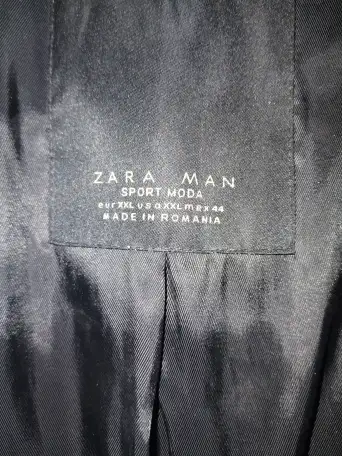 ZARA MAN
SPORT MODA
eur XXL usa XXL mex 44
MADE IN ROMANIA